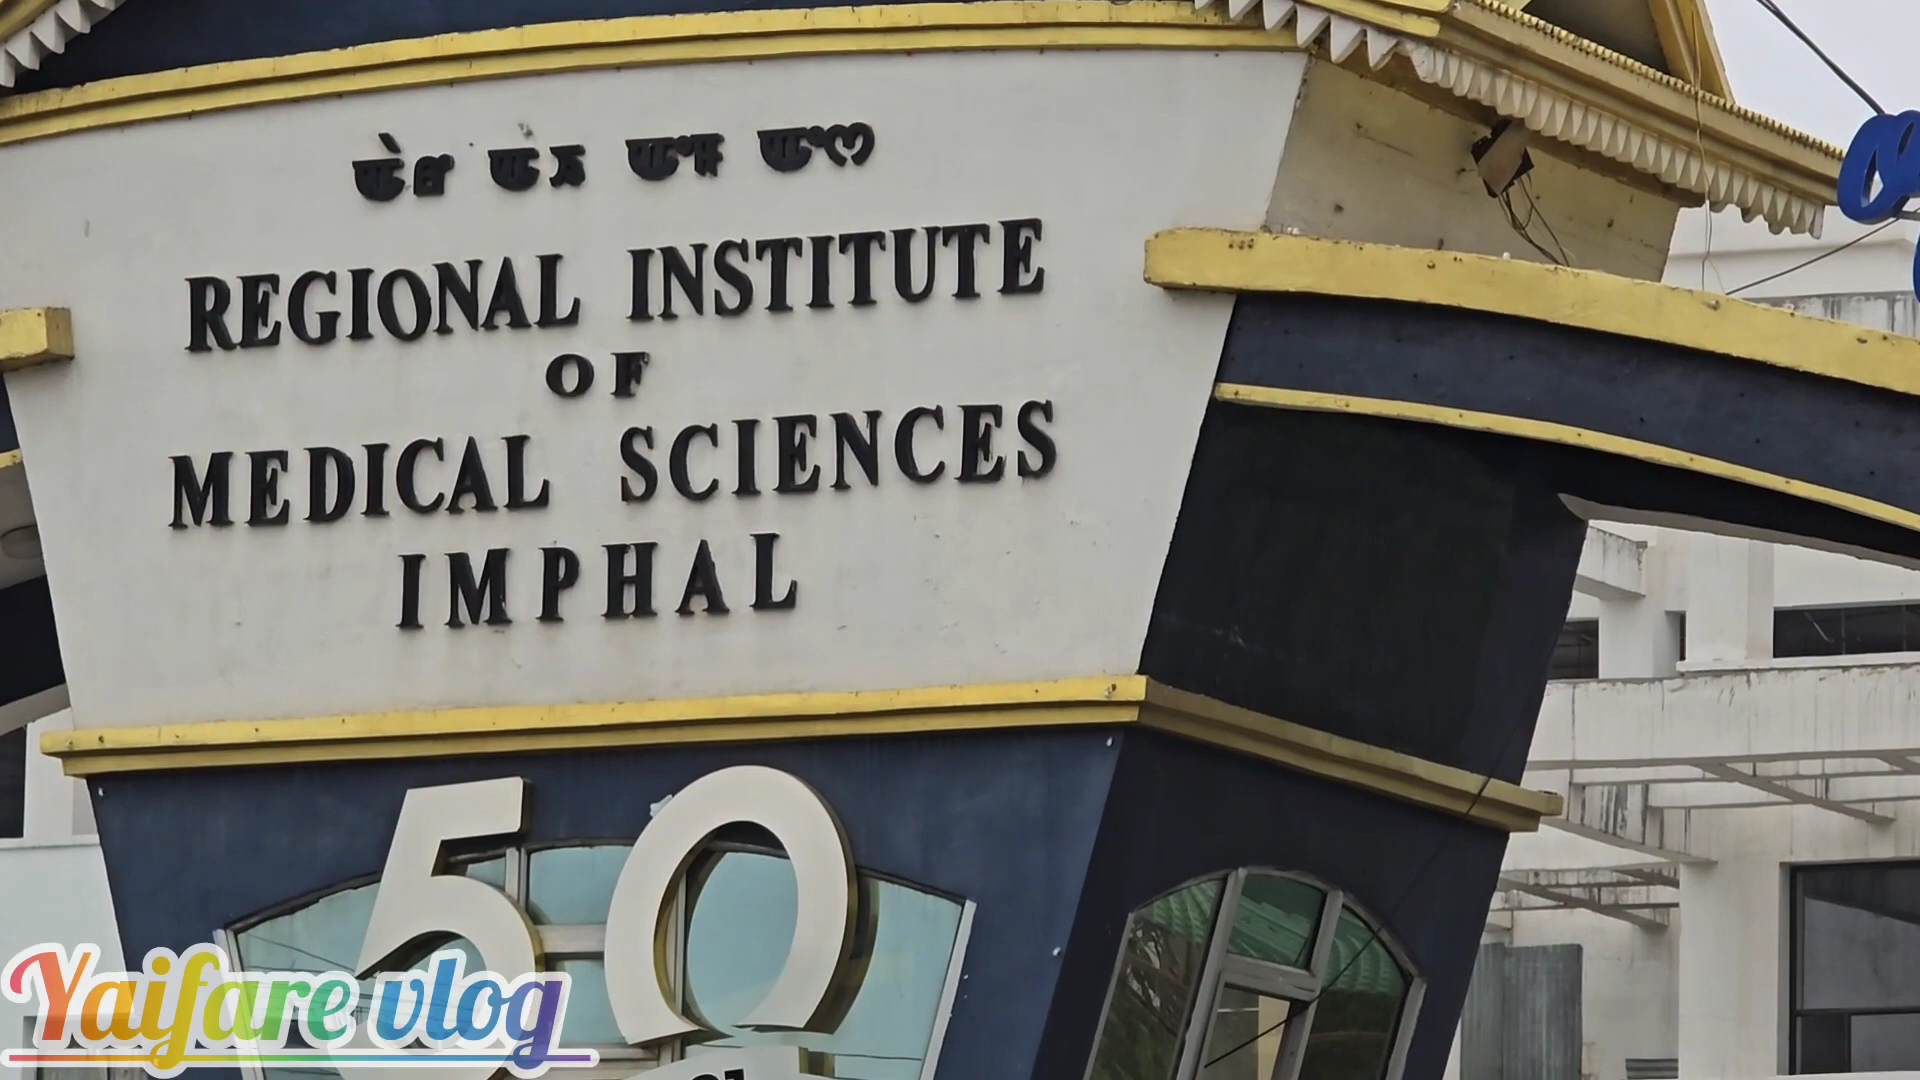 REGIONAL INSTITUTE
OF
MEDICAL SCIENCES
IMPHAL
50
Yaifare vlog